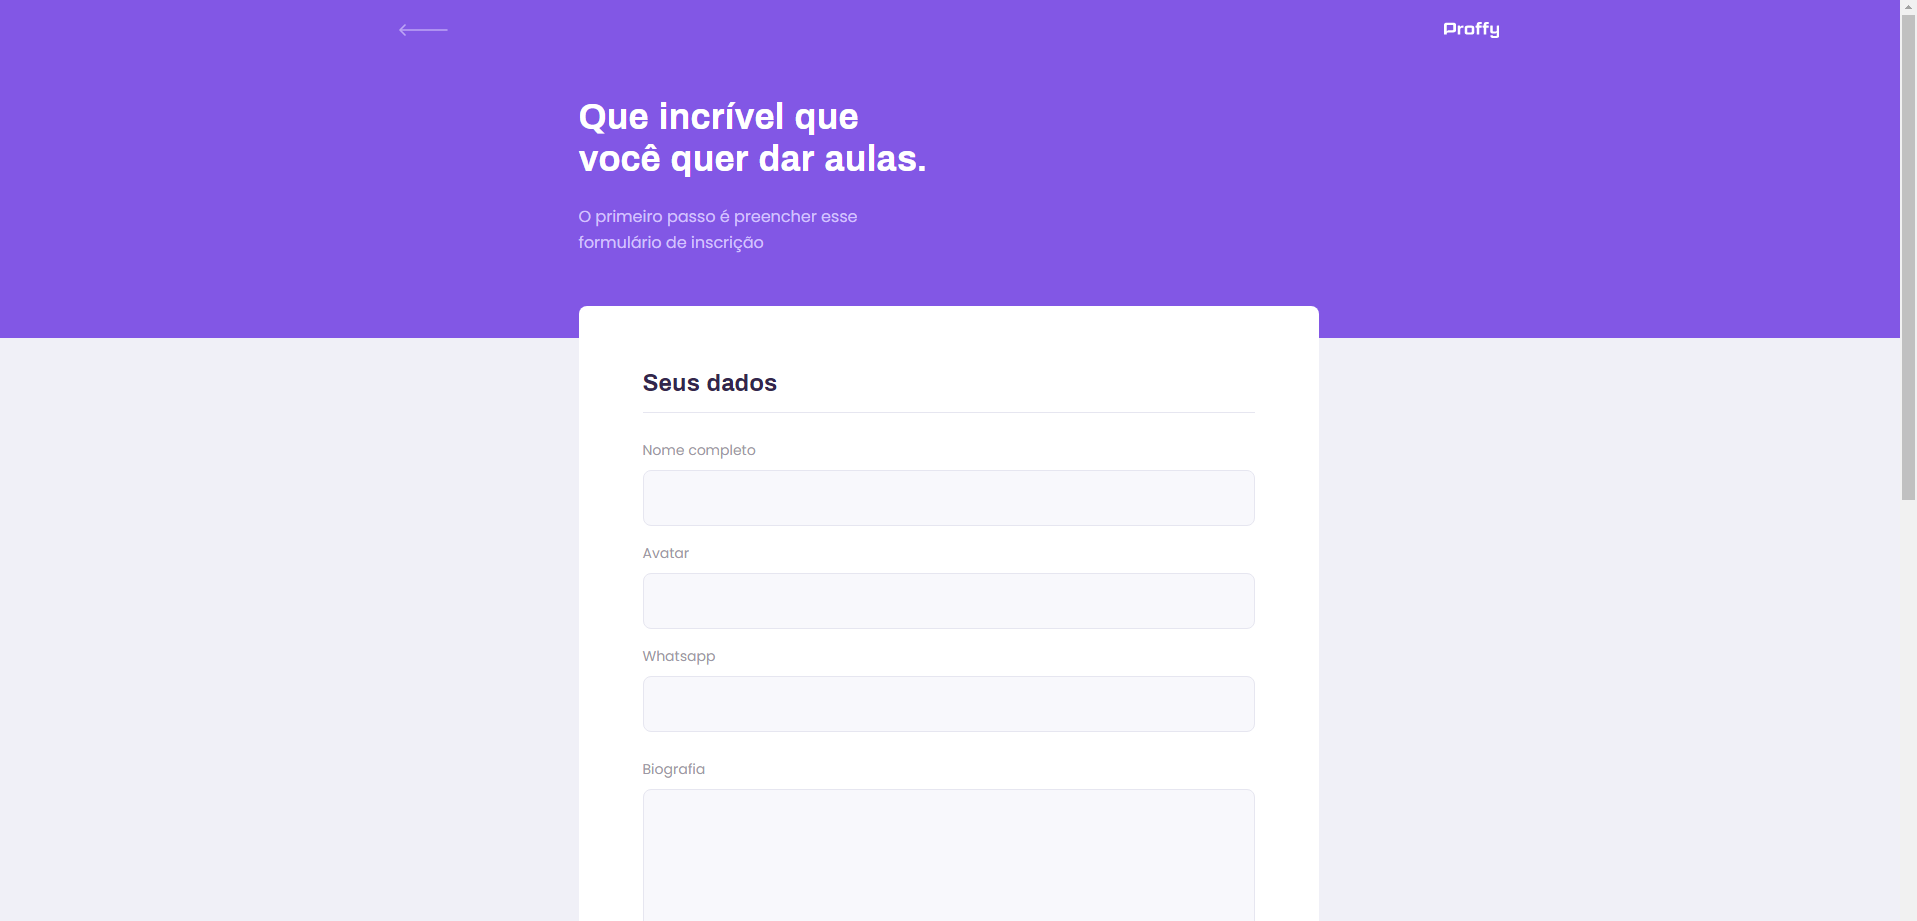 Proffy
Que incrível que
você quer dar aulas.
O primeiro passo é preencher esse
formulário de inscrição
Seus dados
Nome completo
Avatar
Whatsapp
Biografia